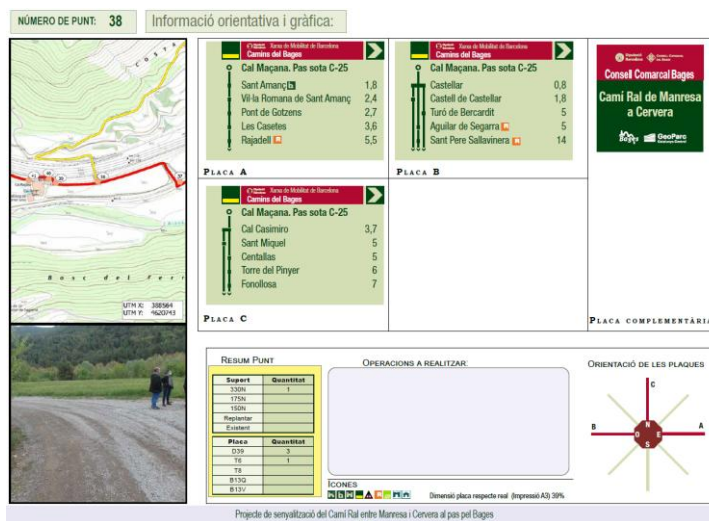 NÚMERO DE PUNT: 38
Informació orientativa i gràfica:
Xarxa de Mobilitat de Barcelona
Camins del Bages
Cal Maçana. Pas sota C-25
Sant Amanç 1,8
Vil·la Romana de Sant Amanç 2,4
Pont de Gotzens 2,7
Les Casetes 3,6
Rajadell 5,5
PLACA A
Xarxa de Mobilitat de Barcelona
Camins del Bages
Cal Maçana. Pas sota C-25
Castellar 0,8
Castell de Castellar 1,8
Turó de Bercardit 5
Aguilar de Segarra 5
Sant Pere Sallavinera 14
PLACA B
Consell Comarcal Bages
Camí Ral de Manresa
a Cervera
Bages GeoParc
PLACA COMPLEMENTÀRIA
Xarxa de Mobilitat de Barcelona
Camins del Bages
Cal Maçana. Pas sota C-25
Cal Casimiro 3,7
Sant Miquel 5
Centallas 5
Torre del Pinyer 6
Fonollosa 7
PLACA C
Bosc del Ferr
UTM X: 388564
UTM Y: 4620743
RESUM PUNT
Suport Quantitat
330N 1
175N
150N
Replantar
Existent
Placa Quantitat
D39 3
T6 1
T8
B13Q
B13V
OPERACIONS A REALITZAR:
ÍCONES
Dimensió placa respecte real (Impressió A3) 39%
ORIENTACIÓ DE LES PLAQUES
C
B A
N
O E
S
Projecte de senyalització del Camí Ral entre Manresa i Cervera al pas pel Bages